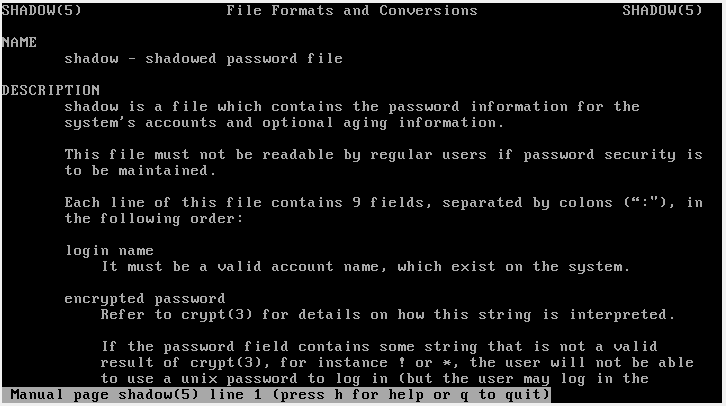 SHADOW(5) File Formats and Conversions SHADOW(5)
NAME
shadow - shadowed password file
DESCRIPTION
shadow is a file which contains the password information for the
system's accounts and optional aging information.
This file must not be readable by regular users if password security is
to be maintained.
Each line of this file contains 9 fields, separated by colons (“:"), in
the following order:
login name
It must be a valid account name, which exist on the system.
encrypted password
Refer to crypt(3) for details on how this string is interpreted.
If the password field contains some string that is not a valid
result of crypt(3), for instance ! or *, the user will not be able
to use a unix password to log in (but the user may log in the
Manual page shadow(5) line 1 (press h for help or q to quit)